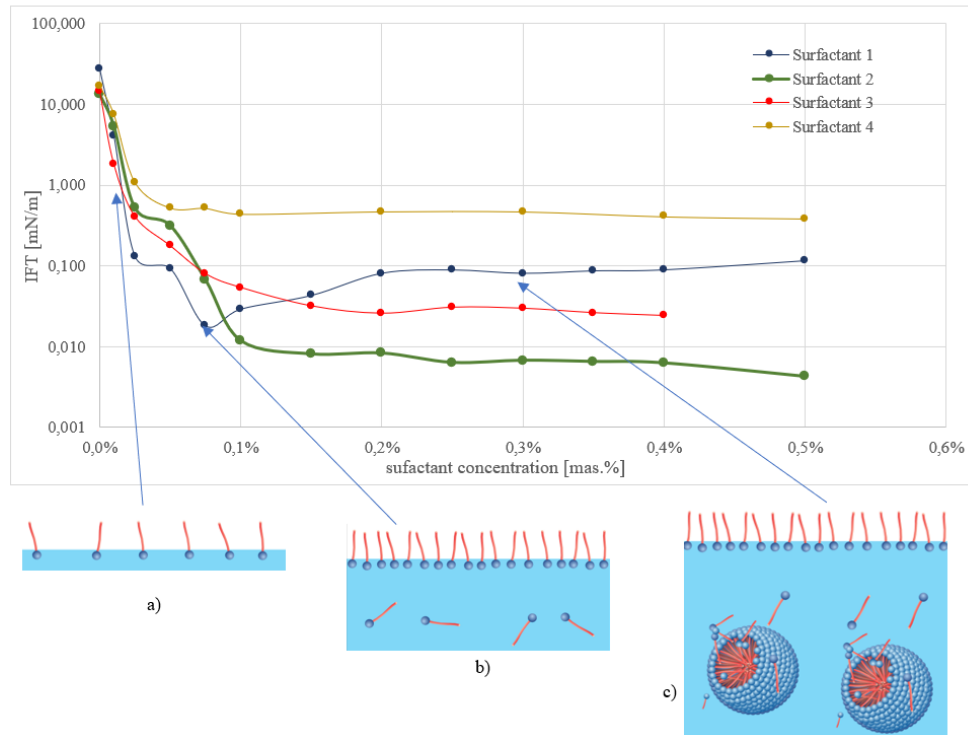 100,000
10,000
1,000
0,100
0,010
0,001
IFT [mN/m]
Surfactant 1
Surfactant 2
Surfactant 3
Surfactant 4
0,0%
0,1%
0,2%
0,3%
0,4%
0,5%
0,6%
sufactant concentration [mas.%]
a)
b)
c)